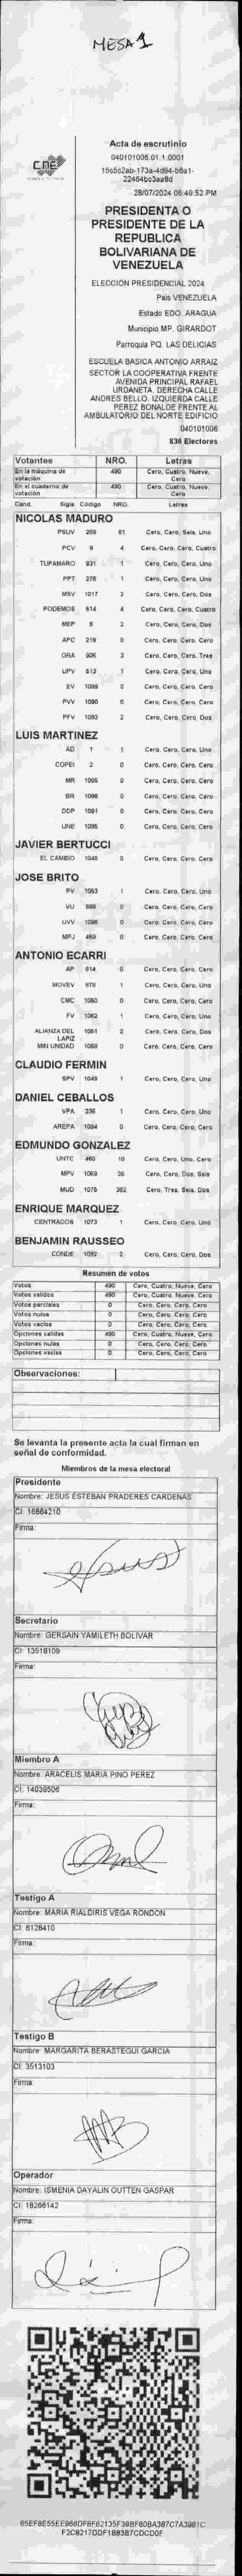 MESA 1
CNE
Acta de escrutinio
040101006.01.1.0001
28/07/2024 06:49:52 PM
PRESIDENTA O
PRESIDENTE DE LA
REPUBLICA
BOLIVARIANA DE
VENEZUELA
ELECCIÓN PRESIDENCIAL 2024
Pais VENEZUELA
Estado EDO. ARAGUA
Municipio MP. GIRARDOT
Parroquia PQ. LAS DELICIAS
ESCUELA BASICA ANTONIO ARRAIZ
SECTOR LA COOPERATIVA FRENTE
AVENIDA PRINCIPAL RAFAEL
URDANETA. DERECHA CALLE
ANDRES BELLO. IZQUIERDA CALLE
PEREZ BONALDE FRENTE AL
AMBULATORIO DEL NORTE EDIFICIO
040101006
836 Electores
Votantes NRO. Letras
En la máquina de votación 490 Cero, Cuatro, Nueve, Cero
En el cuaderno de votación 490 Cero, Cuatro, Nueve, Cero
Cand. Sigla Código NRO. Letras
NICOLAS MADURO
PSUV 269 61 Cero, Cero, Seis, Uno
PCV 9 4 Cero, Cero, Cero, Cuatro
TUPAMARO 931 1 Cero, Cero, Cero, Uno
PPT 276 1 Cero, Cero, Cero, Uno
MSV 1017 2 Cero, Cero, Cero, Dos
PODEMOS 514 4 Cero, Cero, Cero, Cuatro
MEP 6 2 Cero, Cero, Cero, Dos
APC 219 0 Cero, Cero, Cero, Cero
ORA 906 3 Cero, Cero, Cero, Tres
UPV 613 1 Cero, Cero, Cero, Uno
EV 1089 0 Cero, Cero, Cero, Cero
PVV 1090 6 Cero, Cero, Cero, Cero
PFV 1093 2 Cero, Cero, Cero, Dos
LUIS MARTINEZ
AD 1 1 Cero, Cero, Cero, Uno
COPEI 2 0 Cero, Cero, Cero, Cero
MR 1066 0 Cero, Cero, Cero, Cero
BR 1086 0 Cero, Cero, Cero, Cero
DDP 1091 0 Cero, Cero, Cero, Cero
UNE 1095 0 Cero, Cero, Cero, Cero
JAVIER BERTUCCI
EL CAMBIO 1048 0 Cero, Cero, Cero, Cero
JOSE BRITO
PV 1053 1 Cero, Cero, Cero, Uno
VU 888 0 Cero, Cero, Cero, Cero
UVV 1096 0 Cero, Cero, Cero, Cero
MPJ 459 0 Cero, Cero, Cero, Cero
ANTONIO ECARRI
AP 914 0 Cero, Cero, Cero, Cero
MOVEV 978 1 Cero, Cero, Cero, Uno
CMC 1060 0 Cero, Cero, Cero, Cero
FV 1062 1 Cero, Cero, Cero, Uno
ALIANZA DEL LAPIZ 1061 2 Cero, Cero, Cero, Dos
MIN UNIDAD 1068 0 Cero, Cero, Cero, Cero
CLAUDIO FERMIN
SPV 1049 1 Cero, Cero, Cero, Uno
DANIEL CEBALLOS
VPA 336 1 Cero, Cero, Cero, Uno
AREPA 1084 0 Cero, Cero, Cero, Cero
EDMUNDO GONZALEZ
UNTC 460 10 Cero, Cero, Uno, Cero
MPV 1069 26 Cero, Cero, Dos, Seis
MUD 1078 362 Cero, Tres, Seis, Dos
ENRIQUE MARQUEZ
CENTRADOS 1073 1 Cero, Cero, Cero, Uno
BENJAMIN RAUSSEO
CONDE 1092 2 Cero, Cero, Cero, Dos
Resumen de votos
Votos 490 Cero, Cuatro, Nueve, Cero
Votos validos 490 Cero, Cuatro, Nueve, Cero
Votos parciales 0 Cero, Cero, Cero, Cero
Votos nulos 0 Cero, Cero, Cero, Cero
Votos vacios 0 Cero, Cero, Cero, Cero
Opciones validas 490 Cero, Cuatro, Nueve, Cero
Opciones nulas 0 Cero, Cero, Cero, Cero
Opciones vacias 0 Cero, Cero, Cero, Cero
Observaciones:
Se levanta la presente acta la cual firman en
señal de conformidad.
Miembros de la mesa electoral
Presidente
Nombre: JESUS ESTEBAN PRADERES CARDENAS
CI: 16864210
Firma:
Secretario
Nombre: GERSAIN YAMILETH BOLIVAR
CI: 13518109
Firma:
Miembro A
Nombre: ARACELIS MARIA PINO PEREZ
CI: 14039506
Firma:
Testigo A
Nombre: MARIA RIALDIRIS VEGA RONDON
CI: 6128410
Firma:
Testigo B
Nombre: MARGARITA BERASTEGUI GARCIA
CI: 3513103
Firma:
Operador
Nombre: ISMENIA DAYALIN OUTTEN GASPAR
CI: 18266142
Firma: